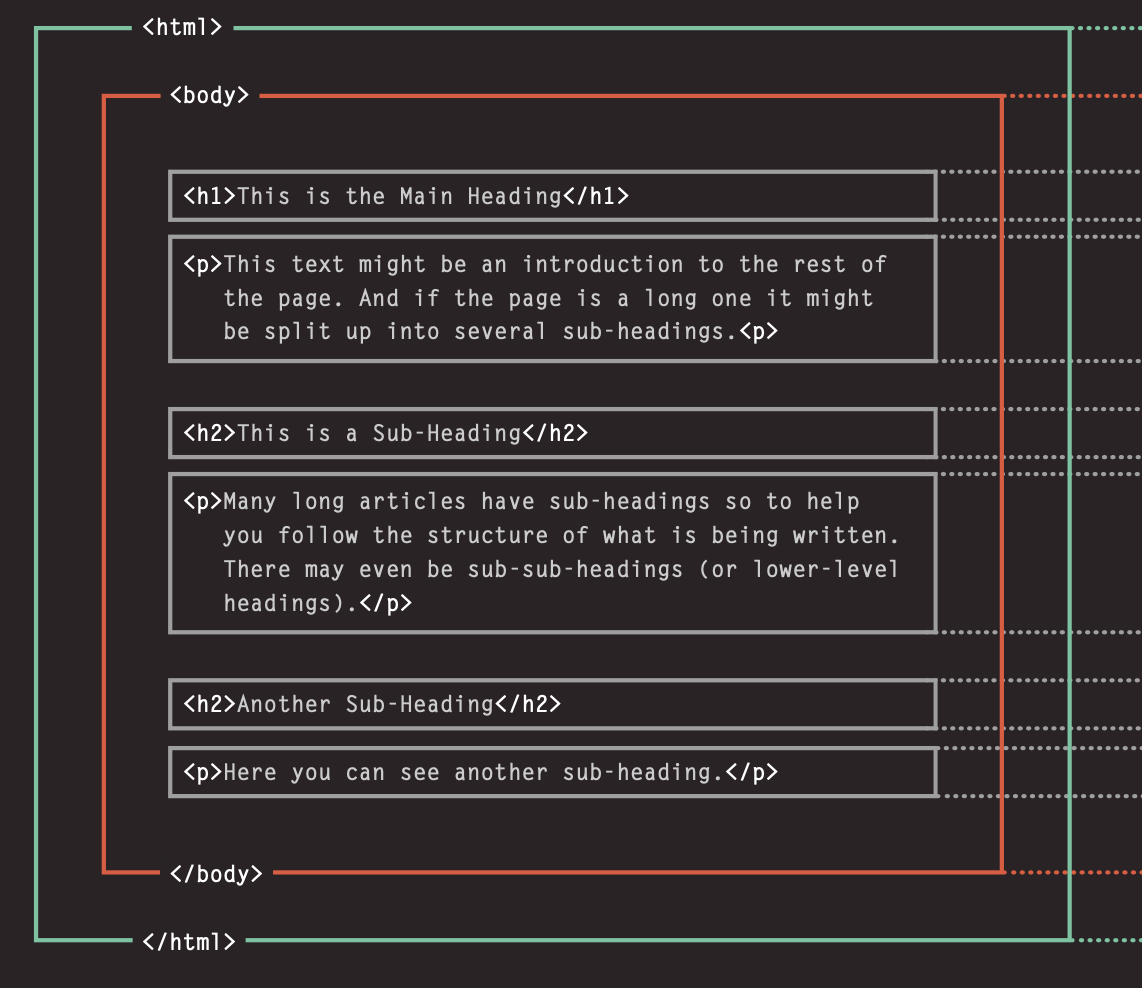 <html>
<body>
<h1>This is the Main Heading</h1>
<p>This text might be an introduction to the rest of
the page. And if the page is a long one it might
be split up into several sub-headings.<p>
<h2>This is a Sub-Heading</h2>
<p>Many long articles have sub-headings so to help
you follow the structure of what is being written.
There may even be sub-sub-headings (or lower-level
headings).</p>
<h2>Another Sub-Heading</h2>
<p>Here you can see another sub-heading.</p>
</body>
</html>